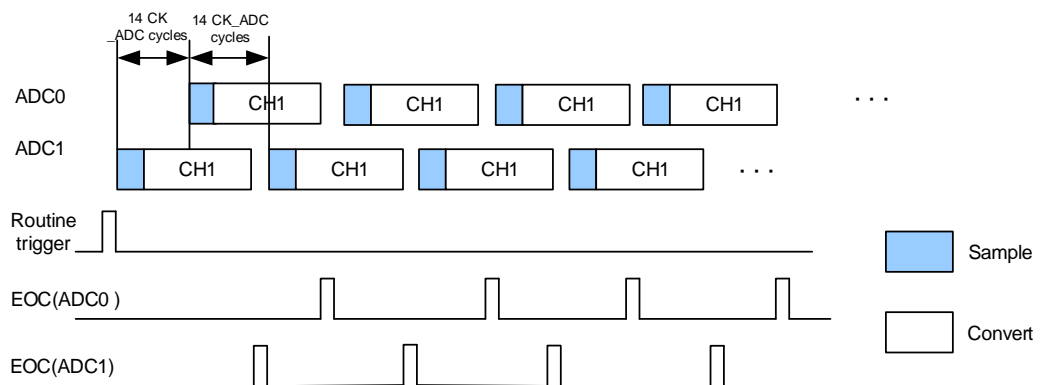 14 CK
_ADC cycles
14 CK_ADC
cycles
ADC0
CH1
CH1
CH1
CH1
. . .
ADC1
CH1
CH1
CH1
CH1
. . .
Routine
trigger
Sample
EOC(ADC0 )
Convert
EOC(ADC1)